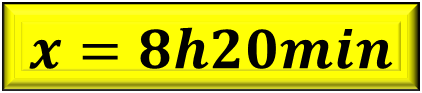 x = 8h20min